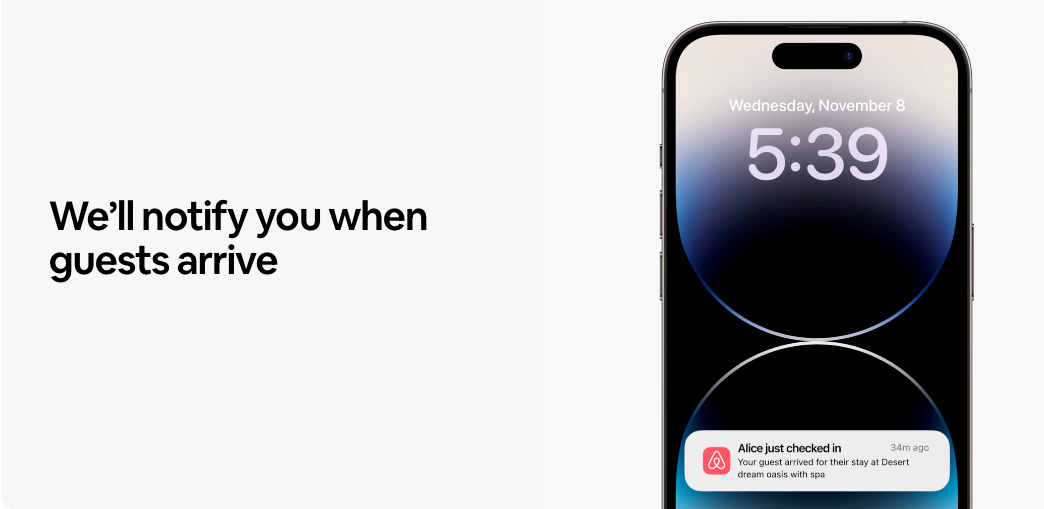 We’ll notify you when
guests arrive
Wednesday, November 8
5:39
Alice just checked in
34m ago
Your guest arrived for their stay at Desert
dream oasis with spa